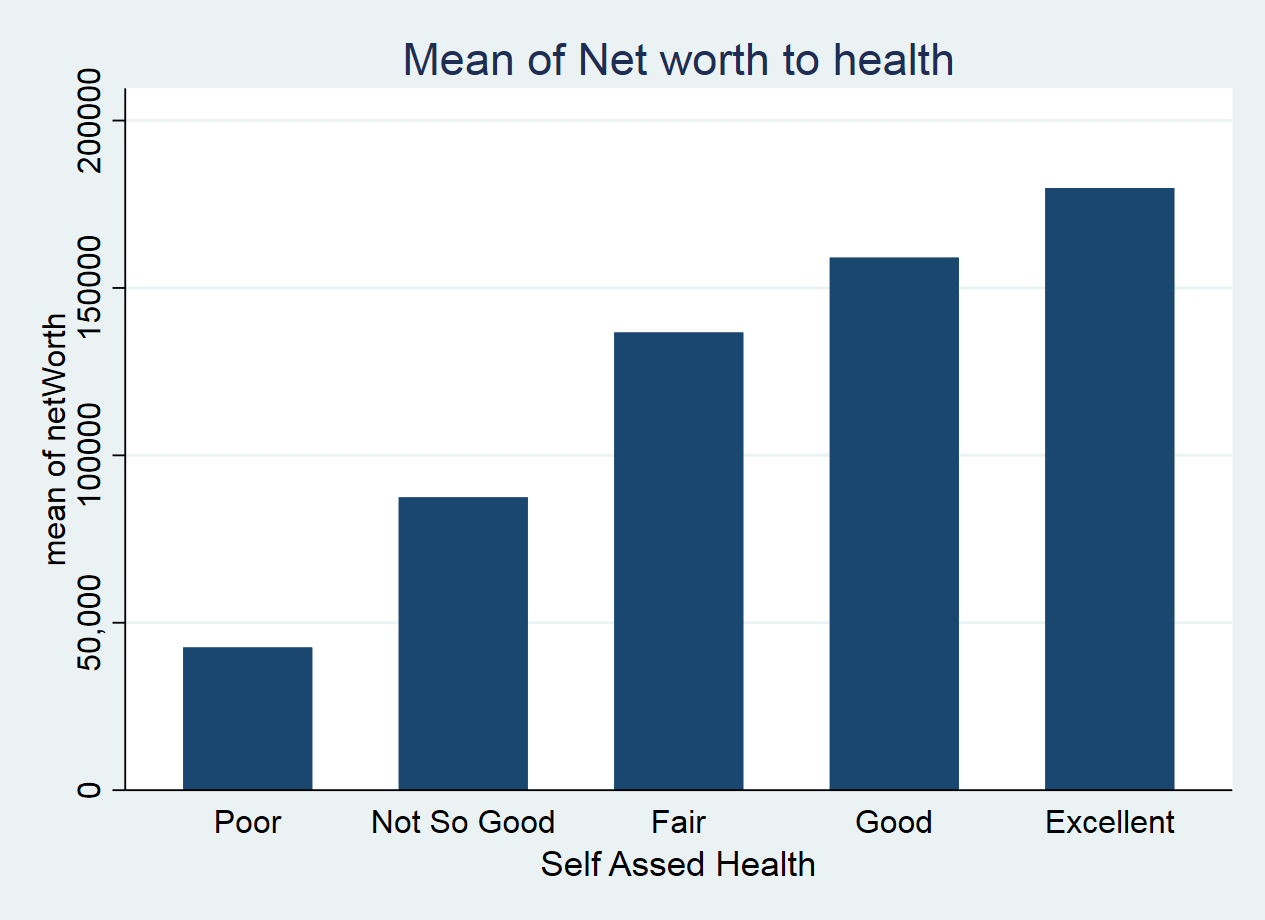 Mean of Net worth to health
mean of netWorth
200000
150000
100000
50,000
0
Poor Not So Good Fair Good Excellent
Self Assed Health